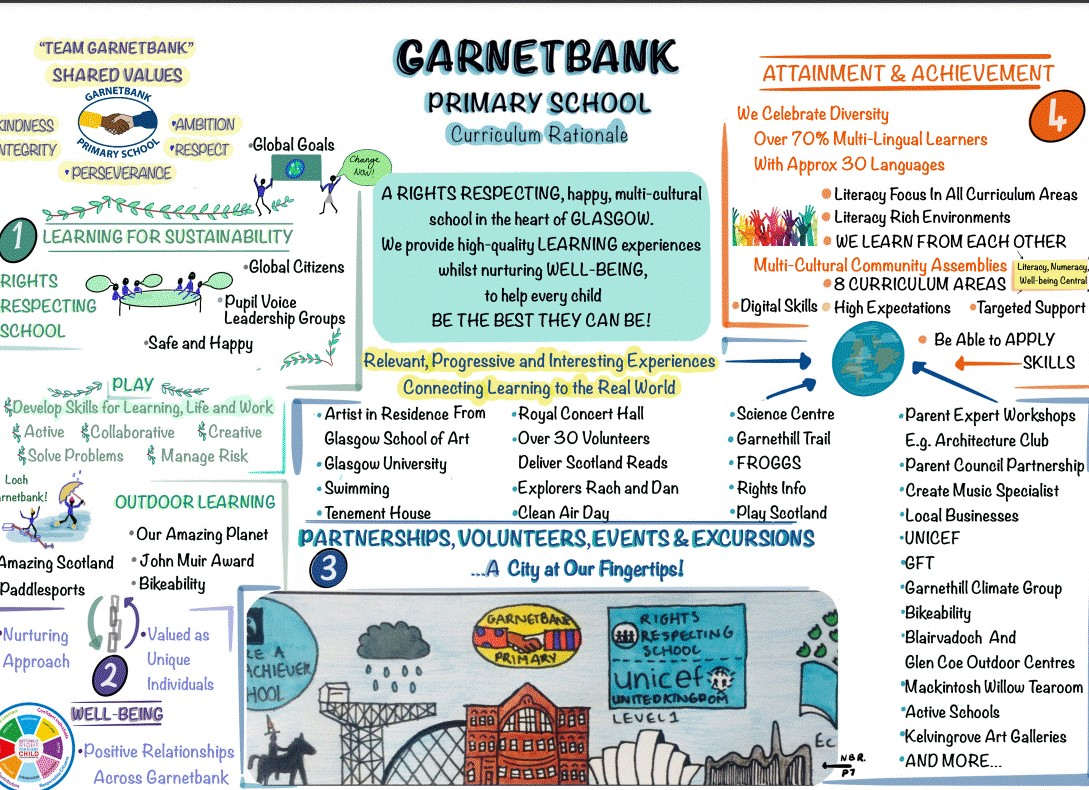 "TEAM GARNETBANK"
SHARED VALUES
GARNETBANK
PRIMARY SCHOOL
KINDNESS
INTEGRITY
•AMBITION
•RESPECT
•PERSEVERANCE
•Global Goals
Change Now!
1
LEARNING FOR SUSTAINABILITY
RIGHTS
RESPECTING
SCHOOL
•Global Citizens
•Pupil Voice
Leadership Groups
•Safe and Happy
PLAY
Develop Skills for Learning, Life and Work
Active Collaborative Creative
Solve Problems Manage Risk
Loch
Garnetbank!
OUTDOOR LEARNING
•Our Amazing Planet
•John Muir Award
•Bikeability
Amazing Scotland
Paddlesports
•Nurturing
Approach
2
•Valued as
Unique
Individuals
WELL-BEING
•Positive Relationships
Across Garnetbank
CHILD
GARNETBANK
PRIMARY SCHOOL
Curriculum Rationale
A RIGHTS RESPECTING, happy, multi-cultural
school in the heart of GLASGOW.
We provide high-quality LEARNING experiences
whilst nurturing WELL-BEING,
to help every child
BE THE BEST THEY CAN BE!
Relevant, Progressive and Interesting Experiences
Connecting Learning to the Real World
•Artist in Residence From
Glasgow School of Art
•Glasgow University
•Swimming
•Tenement House
•Royal Concert Hall
•Over 30 Volunteers
Deliver Scotland Reads
•Explorers Rach and Dan
•Clean Air Day
•Science Centre
•Garnethill Trail
•FROGGS
•Rights Info
•Play Scotland
PARTNERSHIPS, VOLUNTEERS, EVENTS & EXCURSIONS
3
...A City at Our Fingertips!
RE A
ACHIEVER
HOOL
GARNETBANK
PRIMARY
RIGHTS
RESPECTING
SCHOOL
unicef
UNITED KINGDOM
LEVEL 1
Ec
NBR.
P7
ATTAINMENT & ACHIEVEMENT
4
We Celebrate Diversity
Over 70% Multi-Lingual Learners
With Approx 30 Languages
• Literacy Focus In All Curriculum Areas
• Literacy Rich Environments
• WE LEARN FROM EACH OTHER
Multi-Cultural Community Assemblies
• 8 CURRICULUM AREAS
Literacy, Numeracy,
Well-being Central
•Digital Skills • High Expectations •Targeted Support
• Be Able to APPLY
SKILLS
•Parent Expert Workshops
E.g. Architecture Club
•Parent Council Partnership
•Create Music Specialist
•Local Businesses
•UNICEF
•GFT
•Garnethill Climate Group
•Bikeability
•Blairvadoch And
Glen Coe Outdoor Centres
•Mackintosh Willow Tearoom
•Active Schools
•Kelvingrove Art Galleries
•AND MORE...